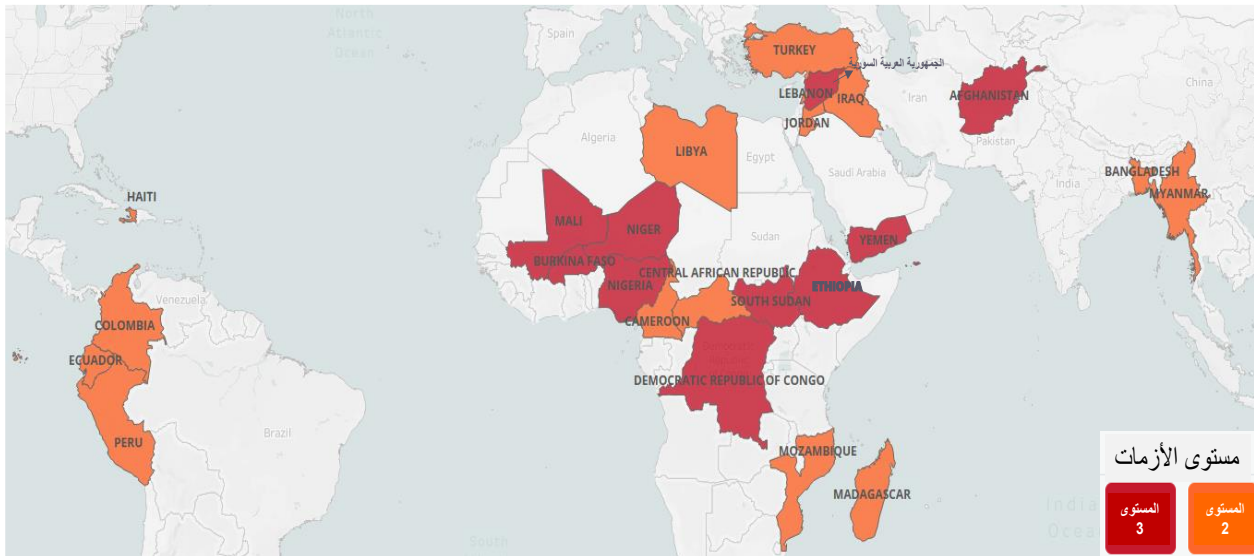 North
Atlantic
Ocean
Spain
TURKEY
الجمهورية العربية السورية
LEBANON
IRAQ
Iran
AFGHANISTAN
China
JORDAN
Pakistan
Algeria
LIBYA
Egypt
Saudi Arabia
India
BANGLADESH
MYANMAR
HAITI
MALI
NIGER
Sudan
YEMEN
BURKINA FASO
CENTRAL AFRICAN REPUBLIC
NIGERIA
ETHIOPIA
SOUTH SUDAN
Venezuela
COLOMBIA
CAMEROON
ECUADOR
DEMOCRATIC REPUBLIC OF CONGO
Brazil
PERU
MOZAMBIQUE
MADAGASCAR
South
مستوى الأزمات
المستوى
3
المستوى
2